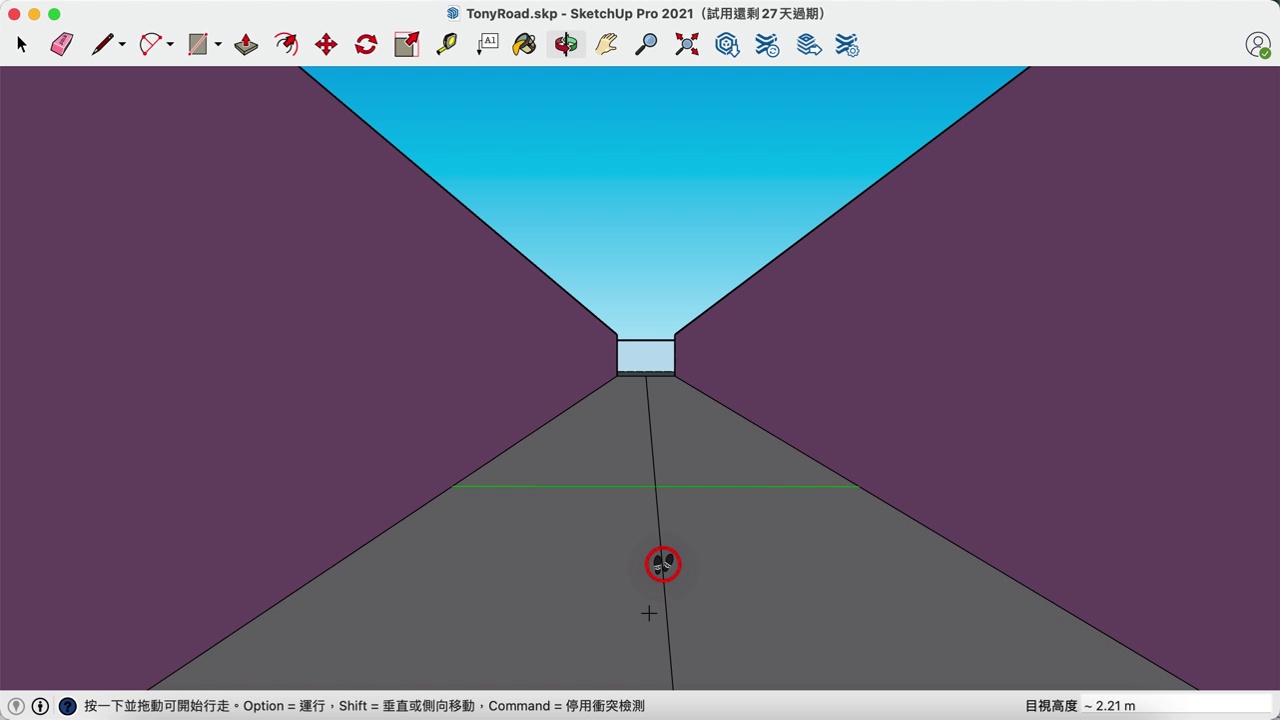 TonyRoad.skp - SketchUp Pro 2021（試用還剩 27 天過期）
A1
按一下並拖動可開始行走。Option = 運行，Shift = 垂直或側向移動，Command = 停用衝突檢測
目視高度 ~ 2.21 m